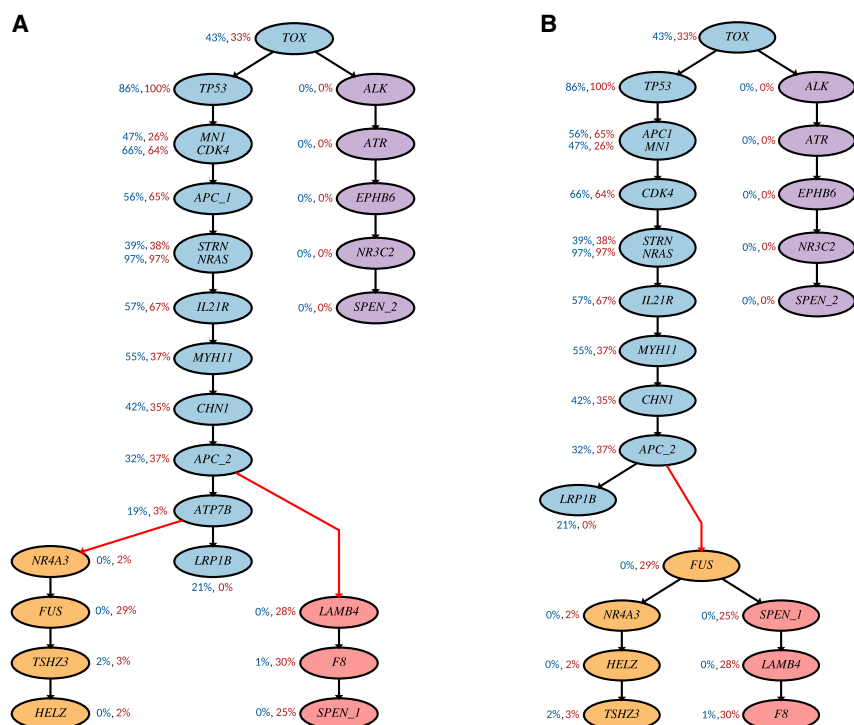 A
43%, 33% TOX
86%, 100% TP53
0%, 0% ALK
47%, 26% MN1
66%, 64% CDK4
0%, 0% ATR
56%, 65% APC_1
0%, 0% EPHB6
39%, 38% STRN
97%, 97% NRAS
0%, 0% NR3C2
57%, 67% IL21R
0%, 0% SPEN_2
55%, 37% MYH11
42%, 35% CHN1
32%, 37% APC_2
19%, 3% ATP7B
NR4A3 0%, 2%
LRP1B
21%, 0%
FUS 0%, 29%
0%, 28% LAMB4
TSHZ3 2%, 3%
1%, 30% F8
HELZ 0%, 2%
0%, 25% SPEN_1
B
43%, 33% TOX
86%, 100% TP53
0%, 0% ALK
56%, 65% APC1
47%, 26% MN1
0%, 0% ATR
66%, 64% CDK4
0%, 0% EPHB6
39%, 38% STRN
97%, 97% NRAS
0%, 0% NR3C2
57%, 67% IL21R
0%, 0% SPEN_2
55%, 37% MYH11
42%, 35% CHN1
32%, 37% APC_2
LRP1B
21%, 0%
0%, 29% FUS
0%, 2% NR4A3
0%, 25% SPEN_1
0%, 2% HELZ
0%, 28% LAMB4
2%, 3% TSHZ3
1%, 30% F8